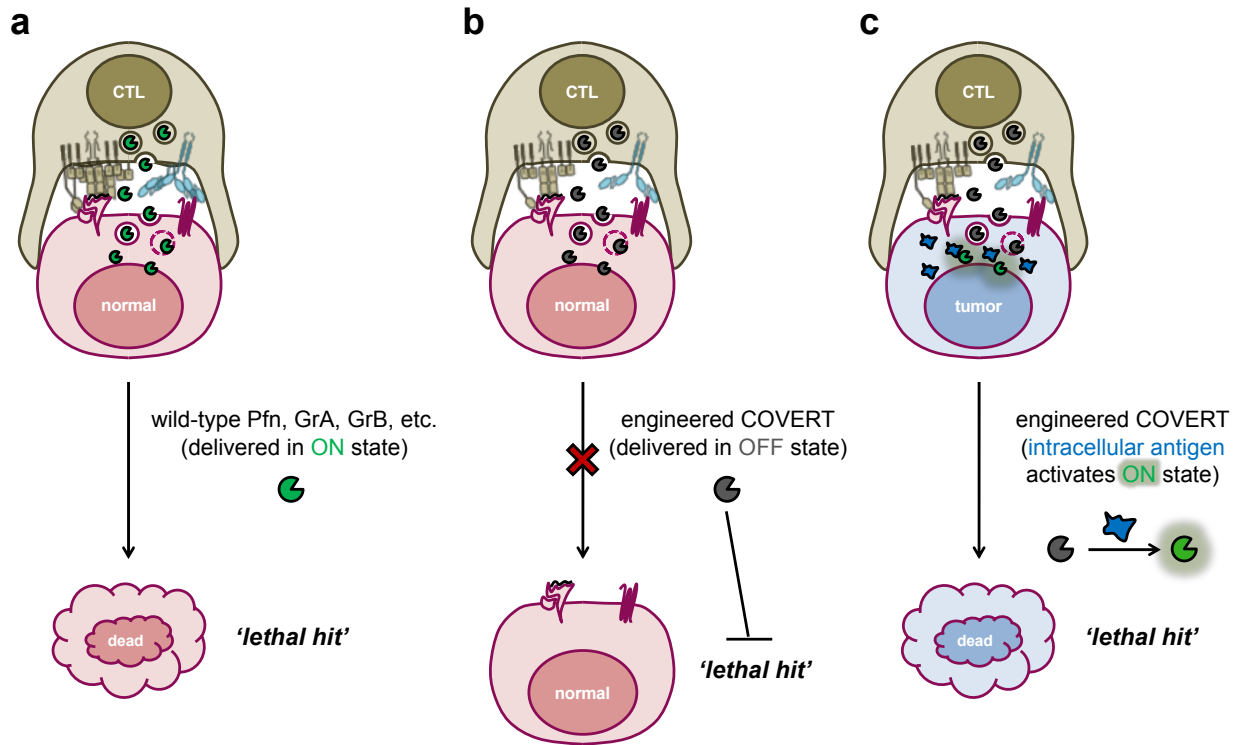 a
CTL
normal
wild-type Pfn, GrA, GrB, etc.
(delivered in ON state)
dead
'lethal hit'
b
CTL
normal
engineered COVERT
(delivered in OFF state)
'lethal hit'
normal
c
CTL
tumor
engineered COVERT
(intracellular antigen
activates ON state)
dead
'lethal hit'